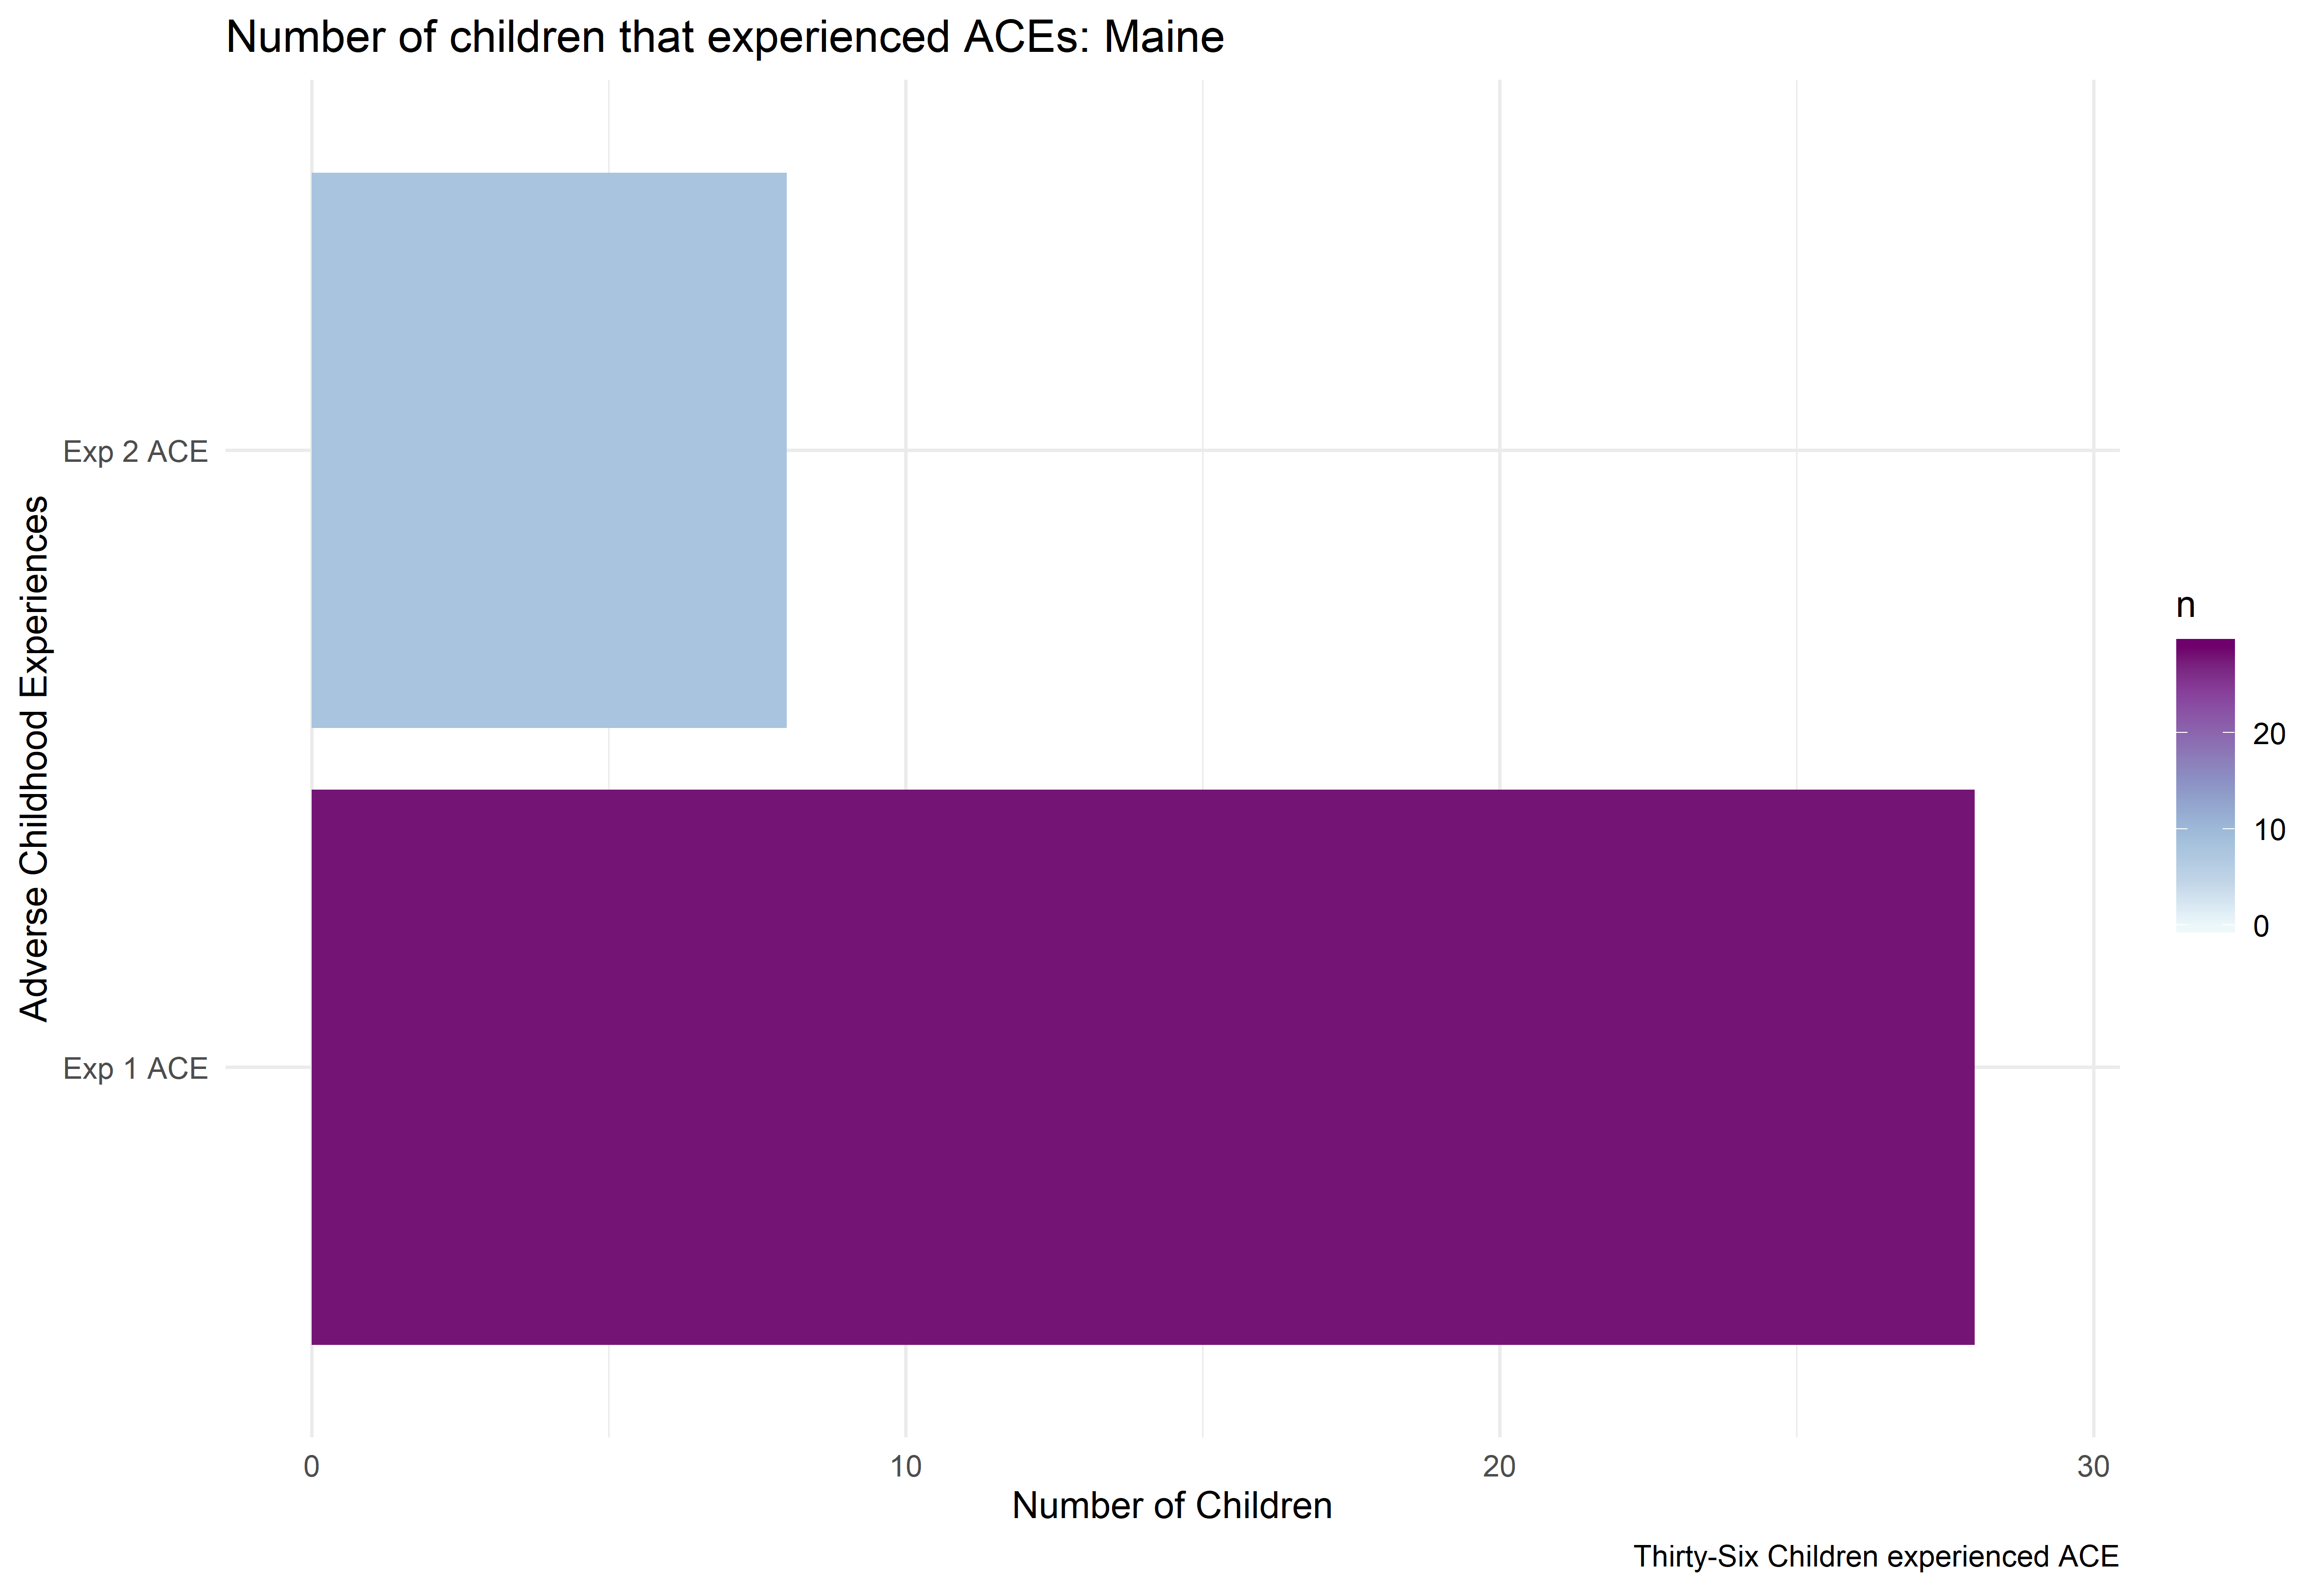 Number of children that experienced ACEs: Maine
Adverse Childhood Experiences
Exp 2 ACE
Exp 1 ACE
0
10
20
30
Number of Children
Thirty-Six Children experienced ACE
n
20
10
0